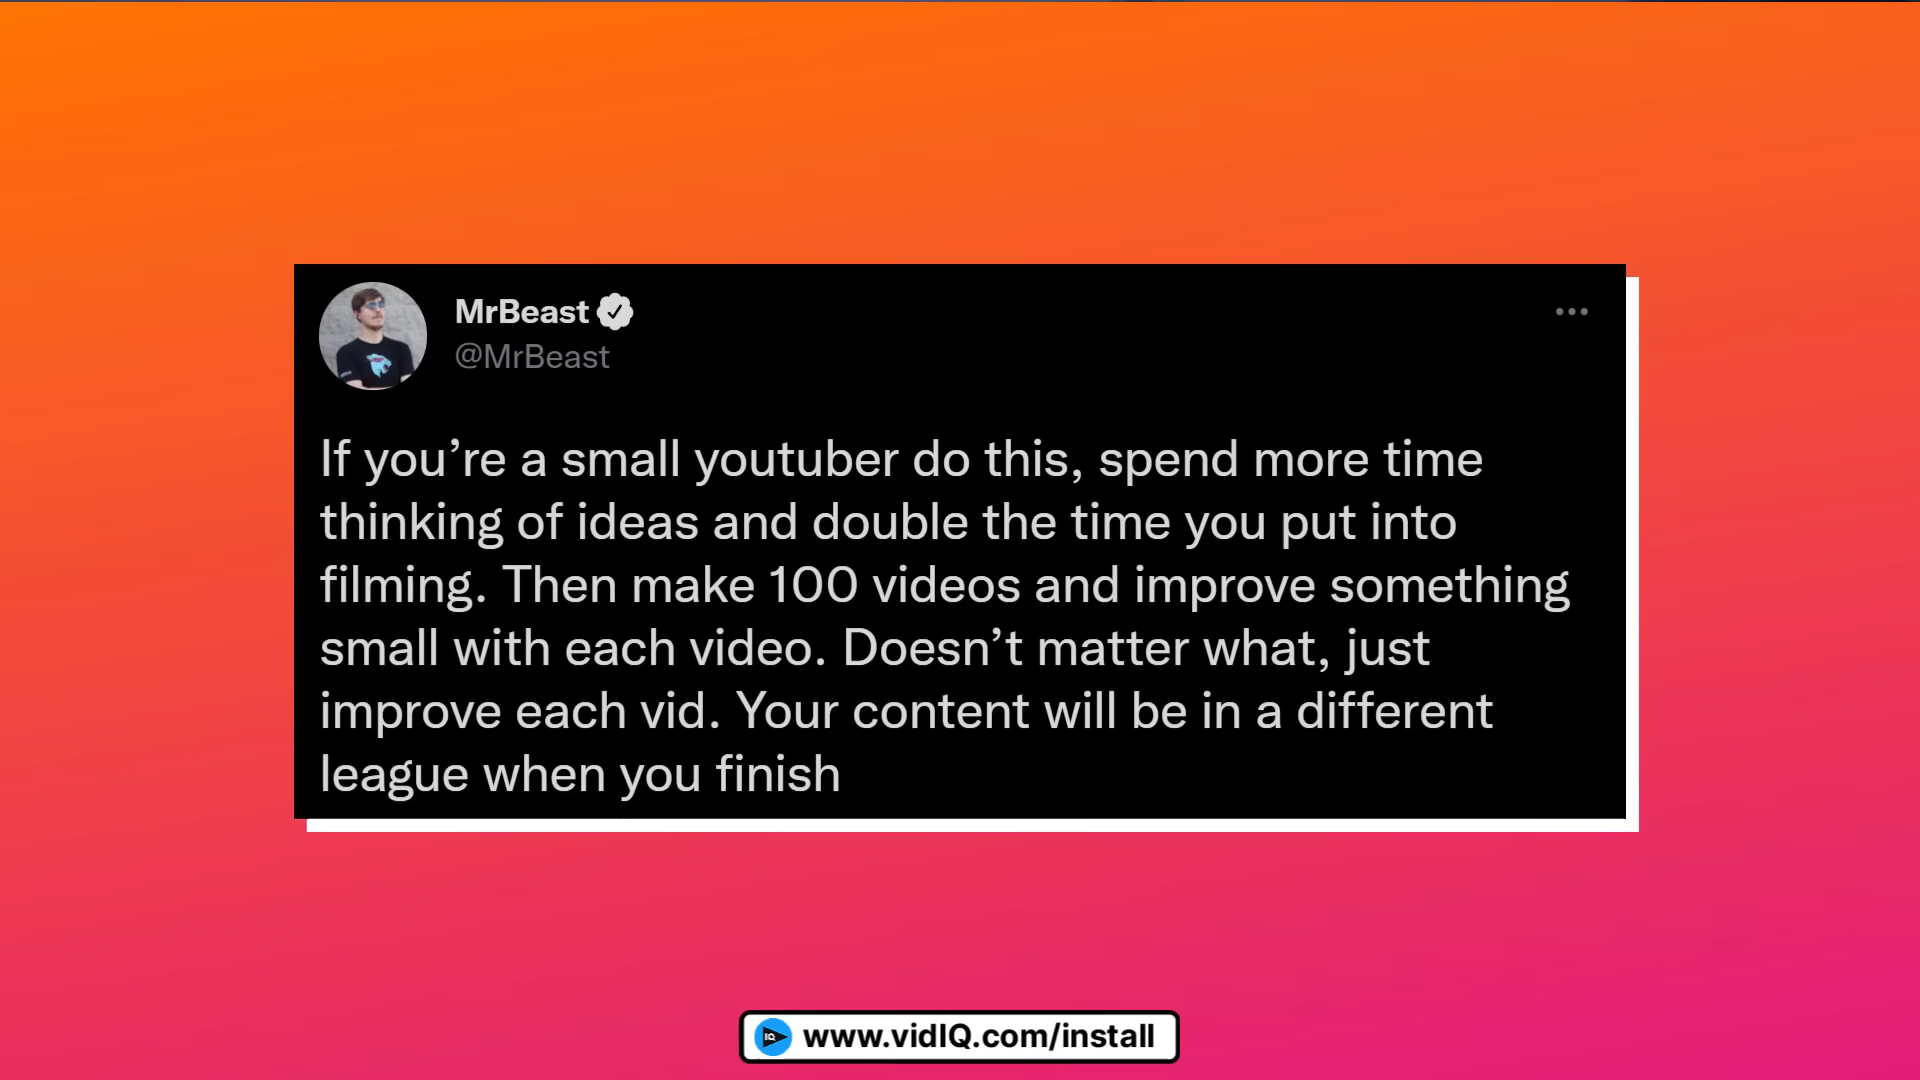 MrBeast
@MrBeast
If you’re a small youtuber do this, spend more time
thinking of ideas and double the time you put into
filming. Then make 100 videos and improve something
small with each video. Doesn’t matter what, just
improve each vid. Your content will be in a different
league when you finish
IQ www.vidIQ.com/install